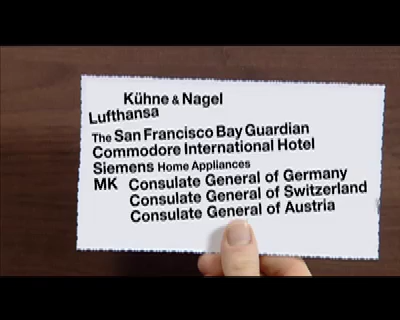 Kühne & Nagel
Lufthansa
The San Francisco Bay Guardian
Commodore International Hotel
Siemens Home Appliances
MK Consulate General of Germany
Consulate General of Switzerland
Consulate General of Austria